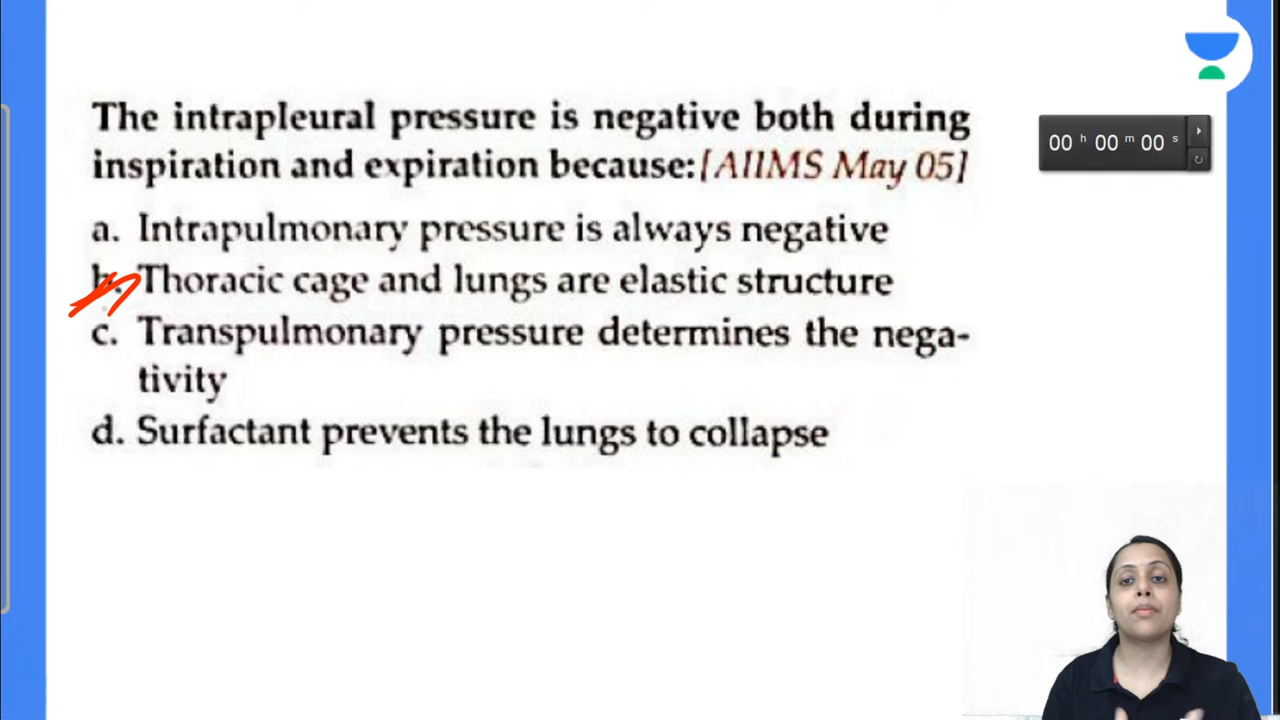 The intrapleural pressure is negative both during
inspiration and expiration because:[AIIMS May 05]
a. Intrapulmonary pressure is always negative
b. Thoracic cage and lungs are elastic structure
c. Transpulmonary pressure determines the nega-
tivity
d. Surfactant prevents the lungs to collapse
00 h 00 m 00 s